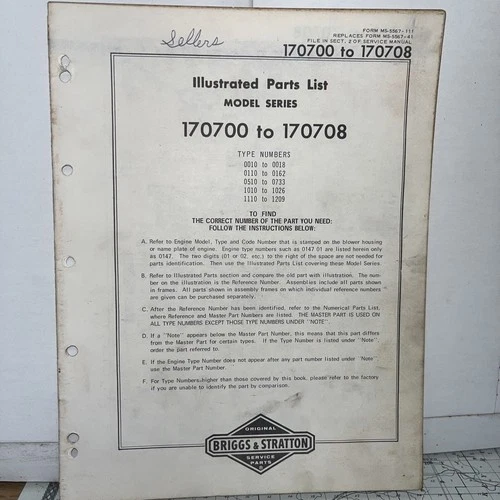 FORM MS-5567-111
REPLACES FORM MS-5567-41
FILE IN SECT. 2 OF SERVICE MANUAL
Sellers
170700 to 170708
Illustrated Parts List
MODEL SERIES
170700 to 170708
TYPE NUMBERS
0010 to 0018
0110 to 0162
0510 to 0733
1010 to 1026
1110 to 1209
TO FIND
THE CORRECT NUMBER OF THE PART YOU NEED:
FOLLOW THE INSTRUCTIONS BELOW:
A. Refer to Engine Model, Type and Code Number that is stamped on the blower housing
or name plate of engine. Engine type numbers such as 0147 01 are listed herein only
as 0147. The two digits (01 or 02, etc.) to the right of the space are not needed for
parts identification. Then use the Illustrated Parts List covering these Model Series.
B. Refer to Illustrated Parts section and compare the old part with illustration. The num-
ber on the illustration is the Reference Number. Assemblies include all parts shown
in frames. All parts shown in assembly frames on which individual reference numbers
are given can be purchased separately.
C. After the Reference Number has been identified, refer to the Numerical Parts List,
where Reference and Master Part Numbers are listed. THE MASTER PART IS USED ON
ALL TYPE NUMBERS EXCEPT THOSE TYPE NUMBERS UNDER "NOTE".
D. If a "Note" appears below the Master Part Number, this means that this part differs
from the Master Part for certain types. If the Type Number is listed under "Note"
order the part referred to.
E. If the Engine Type Number does not appear after any part number listed under "Note"
use the Master Part Number.
F. For Type Numbers higher than those covered by this book, please refer to the factory
if you are unable to identify the part by comparison.
ORIGINAL
BRIGGS & STRATTON
SERVICE
PARTS